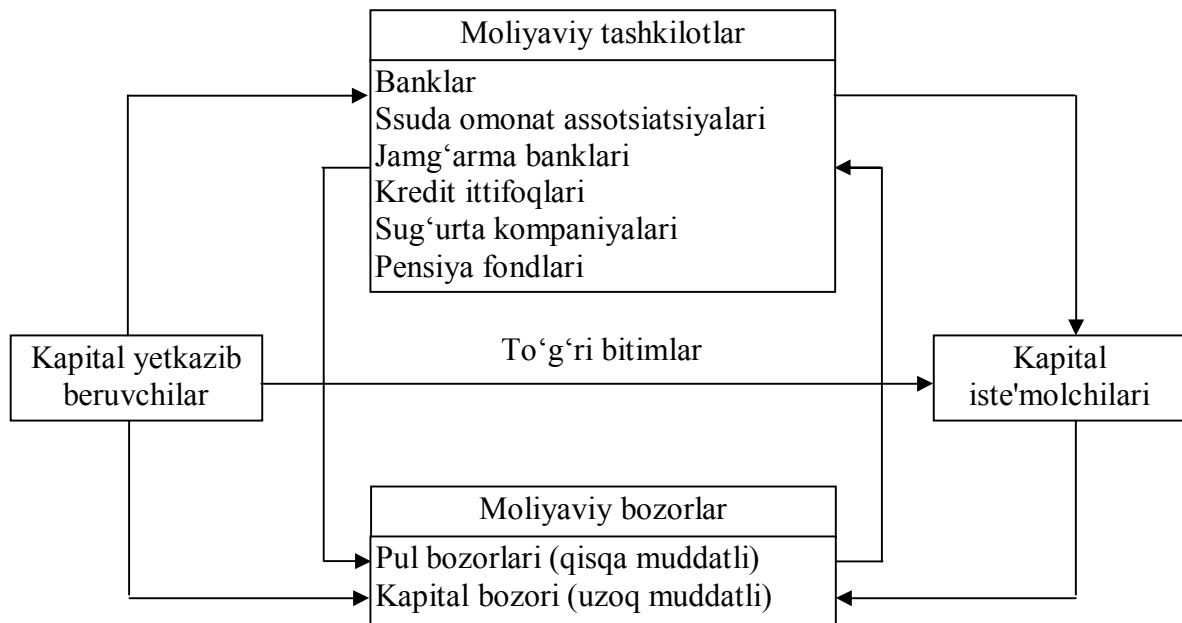 Moliyaviy tashkilotlar
Banklar
Ssuda omonat assotsiatsiyalari
Jamg‘arma banklari
Kredit ittifoqlari
Sug‘urta kompaniyalari
Pensiya fondlari
Kapital yetkazib
beruvchilar
To‘g‘ri bitimlar
Kapital
iste'molchilari
Moliyaviy bozorlar
Pul bozorlari (qisqa muddatli)
Kapital bozori (uzoq muddatli)